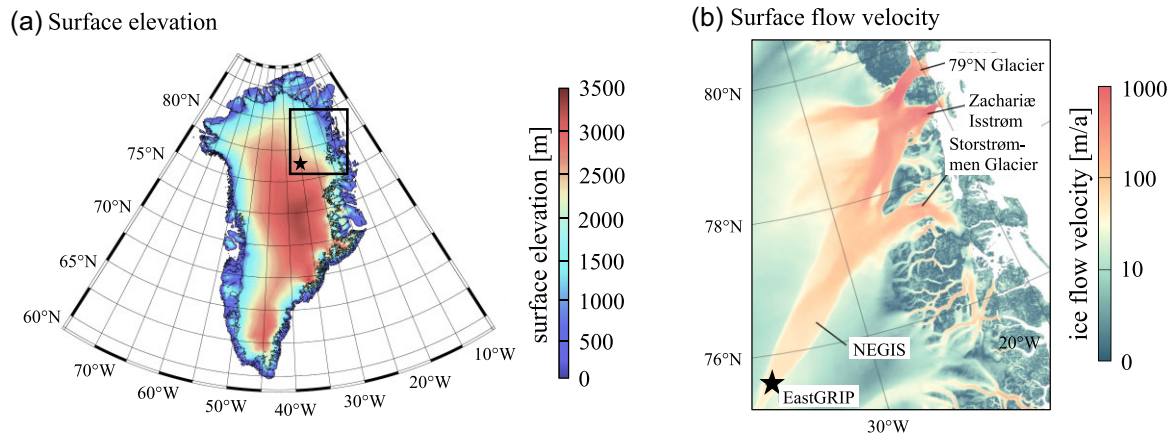 (a) Surface elevation
80°N
75°N
70°N
65°N
60°N
70°W
60°W
50°W
40°W
30°W
20°W
10°W
surface elevation [m]
3500
3000
2500
2000
1500
1000
500
0
(b) Surface flow velocity
80°N
78°N
76°N
30°W
20°W
79°N Glacier
Zachariæ
Isstrøm
Storstrøm-
men Glacier
NEGIS
EastGRIP
ice flow velocity [m/a]
1000
100
10
0